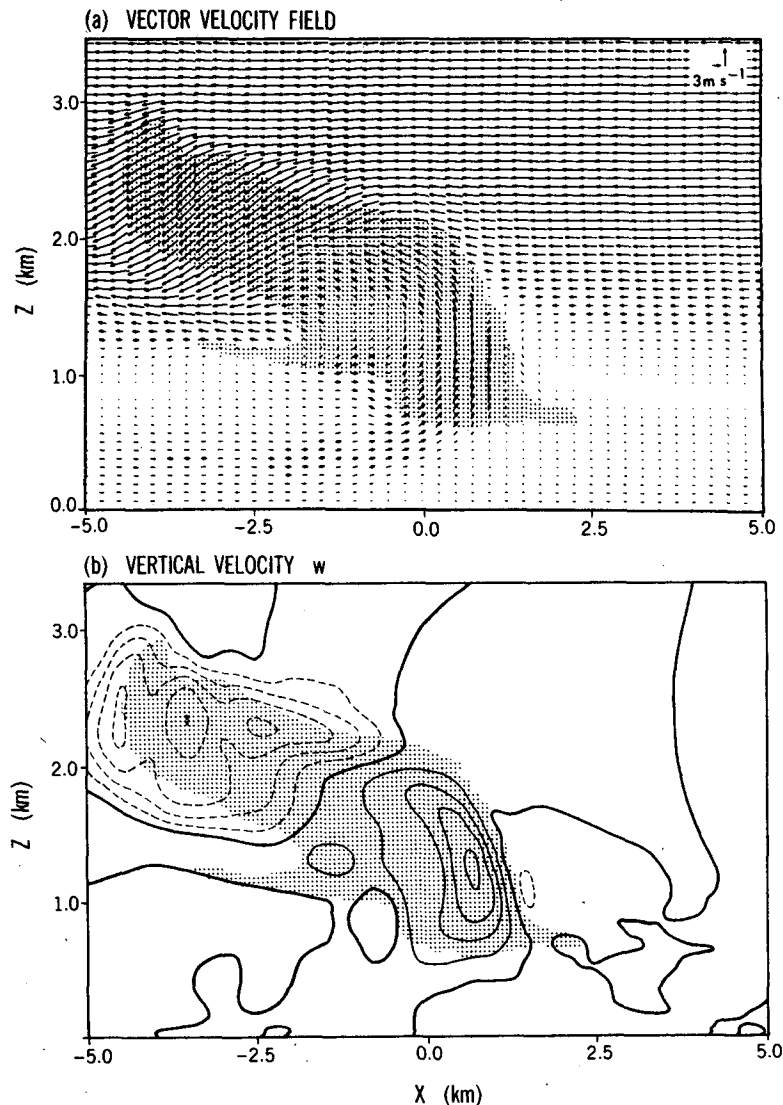 (a) VECTOR VELOCITY FIELD
3m s⁻¹
3.0
2.0
1.0
0.0
Z (km)
-5.0 -2.5 0.0 2.5 5.0
(b) VERTICAL VELOCITY w
3.0
2.0
1.0
Z (km)
-5.0 -2.5 0.0 2.5 5.0
X (km)